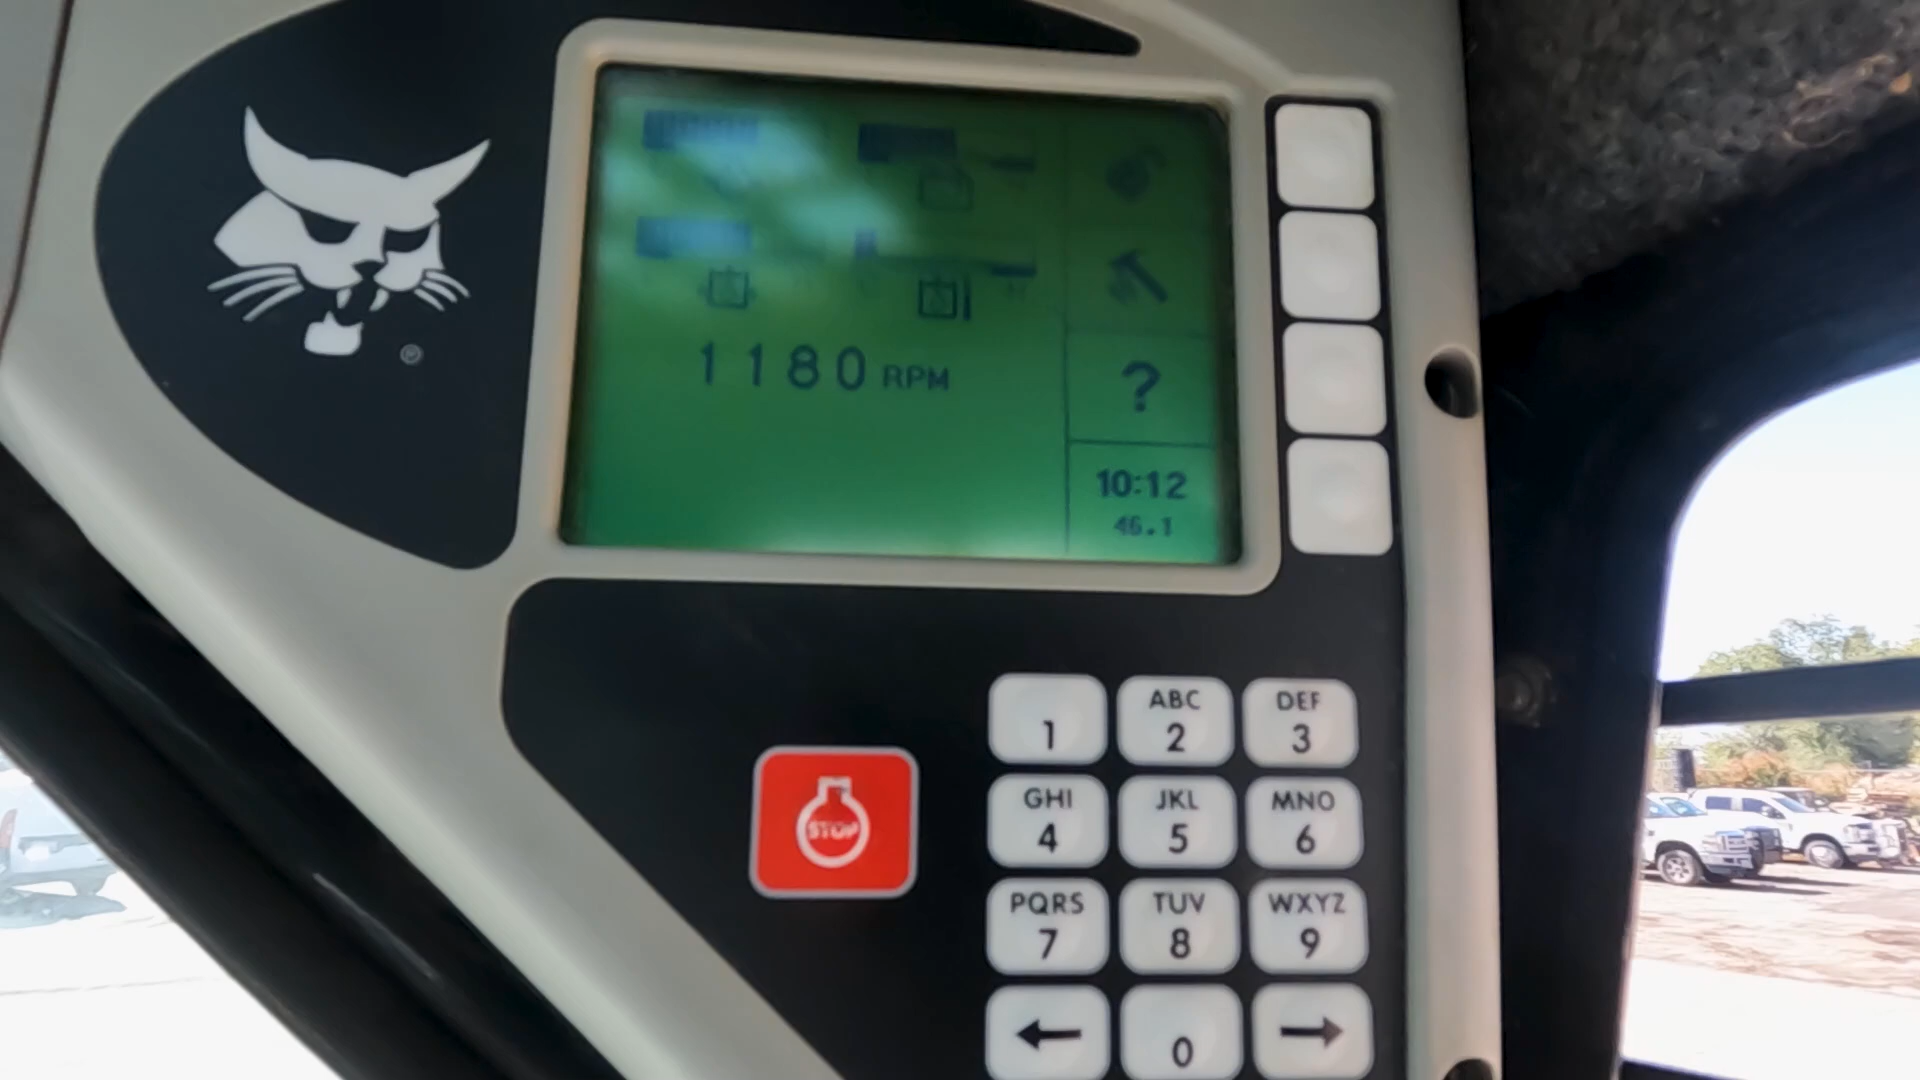 ®
1180 RPM
?
10:12
46.1
STOP
1
ABC
2
DEF
3
GHI
4
JKL
5
MNO
6
PQRS
7
TUV
8
WXYZ
9
←
0
→